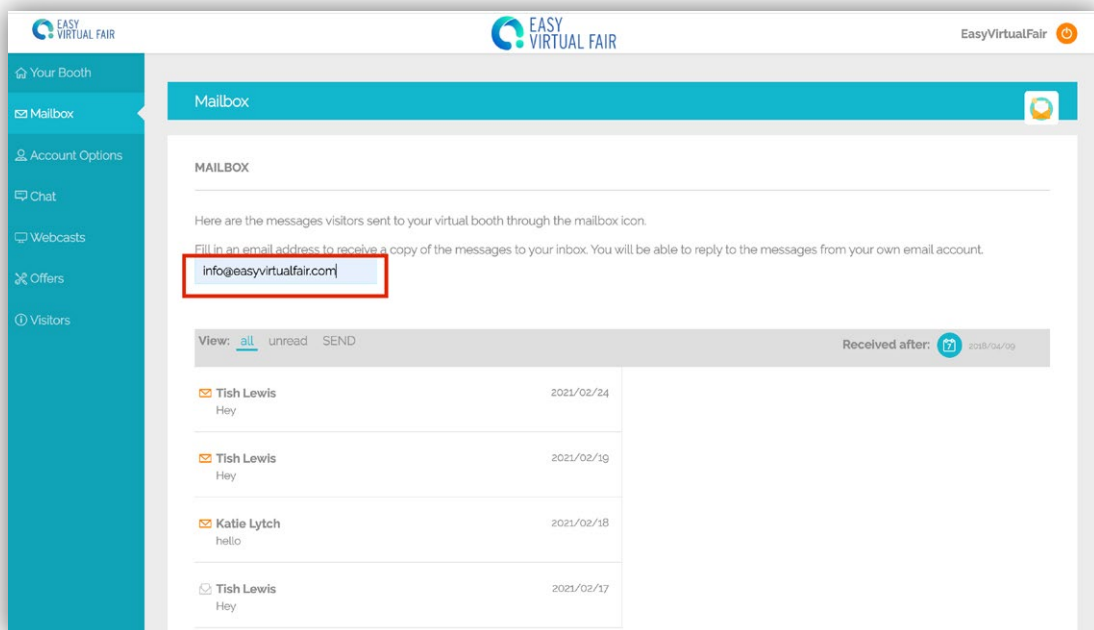 EASY
VIRTUAL FAIR
EASY
VIRTUAL FAIR
EasyVirtualFair
Your Booth
Mailbox
Account Options
Chat
Webcasts
Offers
Visitors
Mailbox
MAILBOX
Here are the messages visitors sent to your virtual booth through the mailbox icon.
Fill in an email address to receive a copy of the messages to your inbox. You will be able to reply to the messages from your own email account.
info@easyvirtualfair.com
View: all unread SEND
Received after: 7 2018/04/09
Tish Lewis 2021/02/24
Hey
Tish Lewis 2021/02/19
Hey
Katie Lytch 2021/02/18
hello
Tish Lewis 2021/02/17
Hey